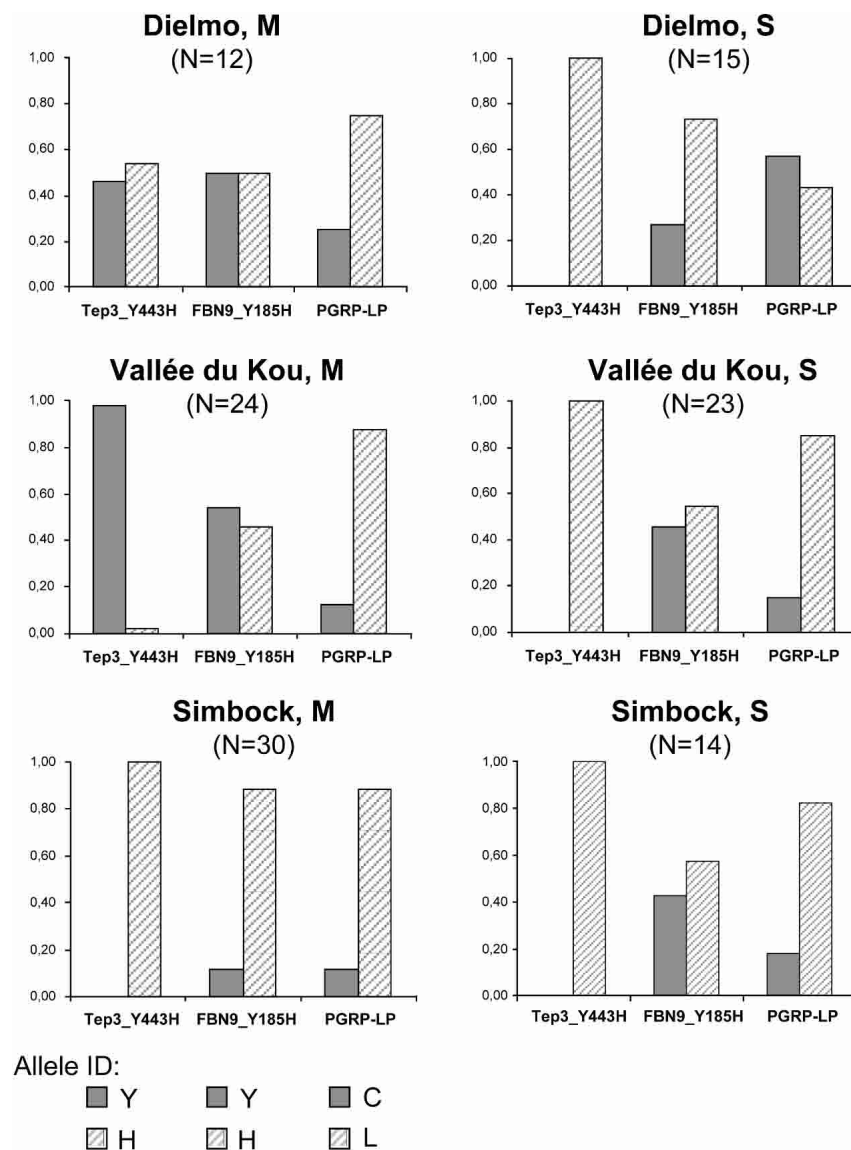 Dielmo, M
(N=12)
1,00
0,80
0,60
0,40
0,20
0,00
Tep3_Y443H FBN9_Y185H PGRP-LP
Dielmo, S
(N=15)
1,00
0,80
0,60
0,40
0,20
0,00
Tep3_Y443H FBN9_Y185H PGRP-LP
Vallée du Kou, M
(N=24)
1,00
0,80
0,60
0,40
0,20
0,00
Tep3_Y443H FBN9_Y185H PGRP-LP
Vallée du Kou, S
(N=23)
1,00
0,80
0,60
0,40
0,20
0,00
Tep3_Y443H FBN9_Y185H PGRP-LP
Simbock, M
(N=30)
1,00
0,80
0,60
0,40
0,20
0,00
Tep3_Y443H FBN9_Y185H PGRP-LP
Simbock, S
(N=14)
1,00
0,80
0,60
0,40
0,20
0,00
Tep3_Y443H FBN9_Y185H PGRP-LP
Allele ID:
Y Y C
H H L